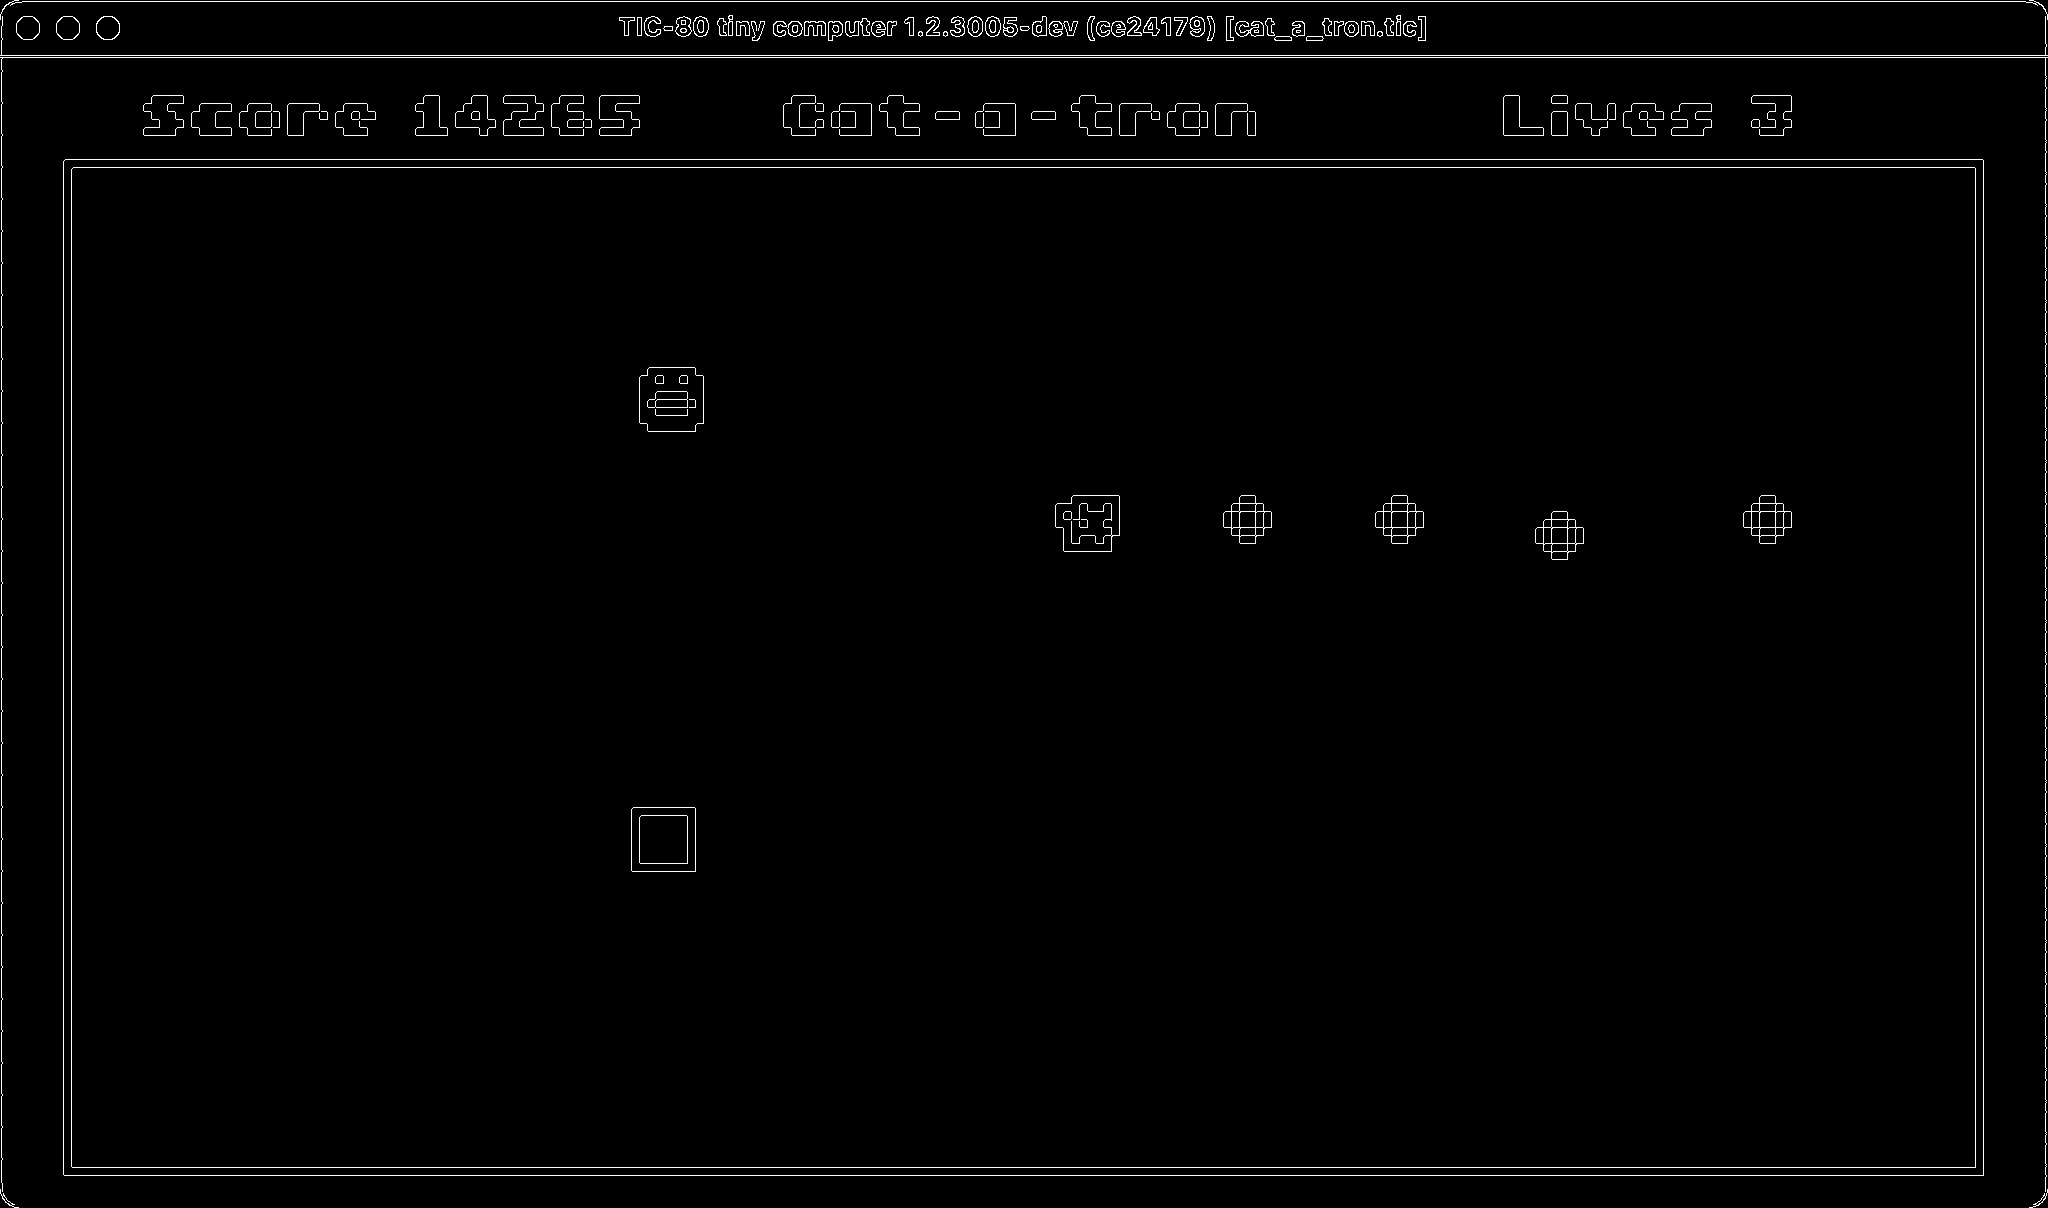 TIC-80 tiny computer 1.2.3005-dev (ce24179) [cat_a_tron.tic]
Score 14265 Cat-a-tron Lives 3